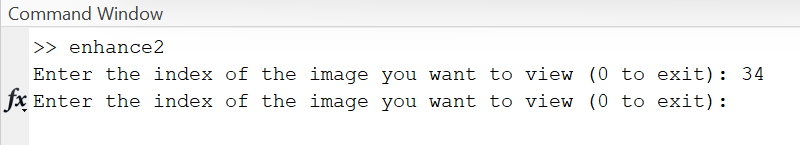 Command Window
>> enhance2
Enter the index of the image you want to view (0 to exit): 34
fx Enter the index of the image you want to view (0 to exit):